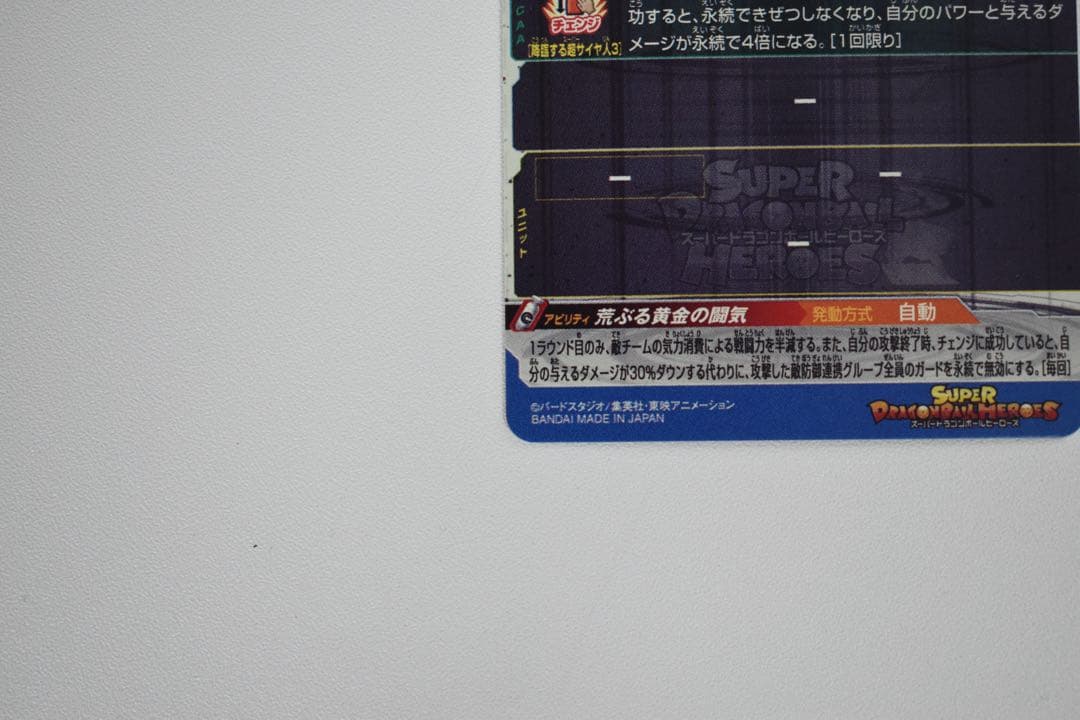 CAA
チェンジ
[降臨する超サイヤ人3]
功すると、永続できぜつしなくなり、自分のパワーと与えるダ
メージが永続で4倍になる。[1回限り]
ー
ユニット
ー
ー
ー
SUPER
DRAGONBALL
スーパードラゴンボールヒーローズ
HEROES
アビリティ 荒ぶる黄金の闘気 発動方式 自動
1ラウンド目のみ、敵チームの気力消費による戦闘力を半減する。また、自分の攻撃終了時、チェンジに成功していると、自
分の与えるダメージが30%ダウンする代わりに、攻撃した敵防御連携グループ全員のガードを永続で無効にする。[毎回]
©バードスタジオ/集英社・東映アニメーション
BANDAI MADE IN JAPAN
SUPER
DRAGONBALL HEROES
スーパードラゴンボールヒーローズ